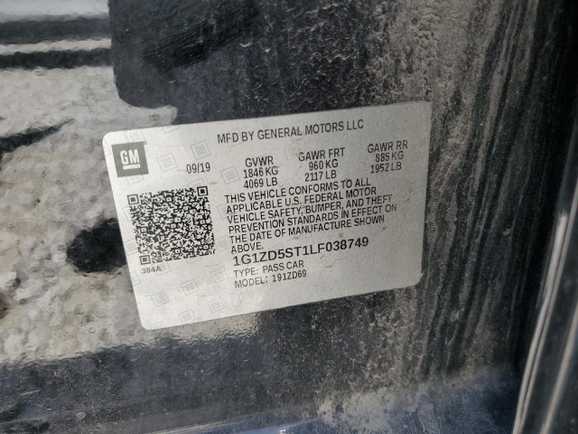 MFD BY GENERAL MOTORS LLC
GM
09/19
GVWR GAWR FRT GAWR RR
1846 KG 960 KG 885 KG
4069 LB 2117 LB 1952 LB
THIS VEHICLE CONFORMS TO ALL
APPLICABLE U.S. FEDERAL MOTOR
VEHICLE SAFETY, BUMPER, AND THEFT
PREVENTION STANDARDS IN EFFECT ON
THE DATE OF MANUFACTURE SHOWN
ABOVE.
1G1ZD5ST1LF038749
384A
TYPE: PASS CAR
MODEL: 191ZD69